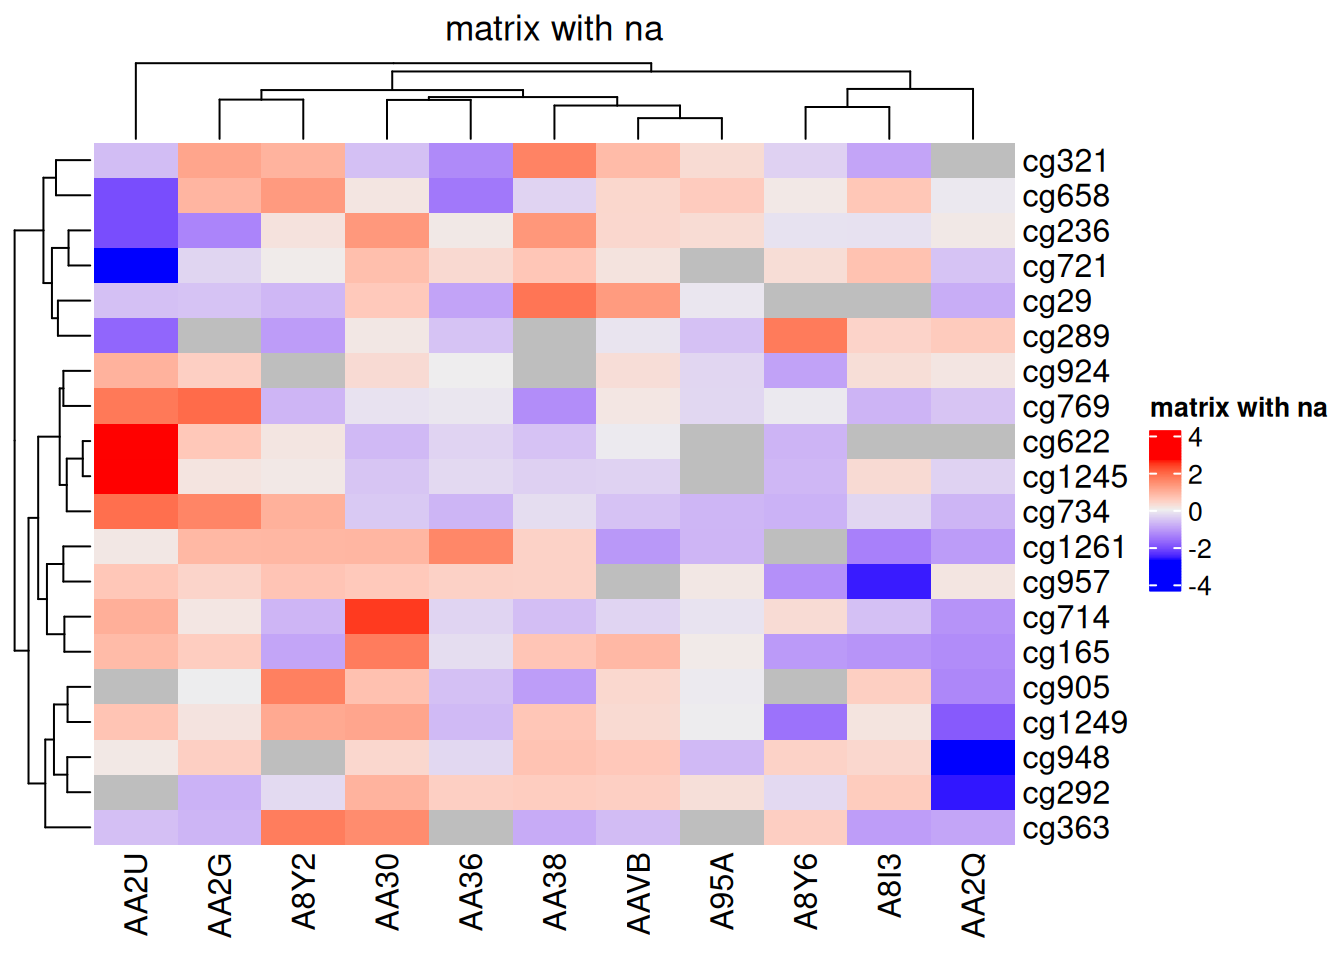 matrix with na
cg321
cg658
cg236
cg721
cg29
cg289
cg924
cg769
cg622
cg1245
cg734
cg1261
cg957
cg714
cg165
cg905
cg1249
cg948
cg292
cg363
matrix with na
4
2
0
-2
-4
AA2U
AA2G
A8Y2
AA30
AA36
AA38
AAVB
A95A
A8Y6
A8I3
AA2Q